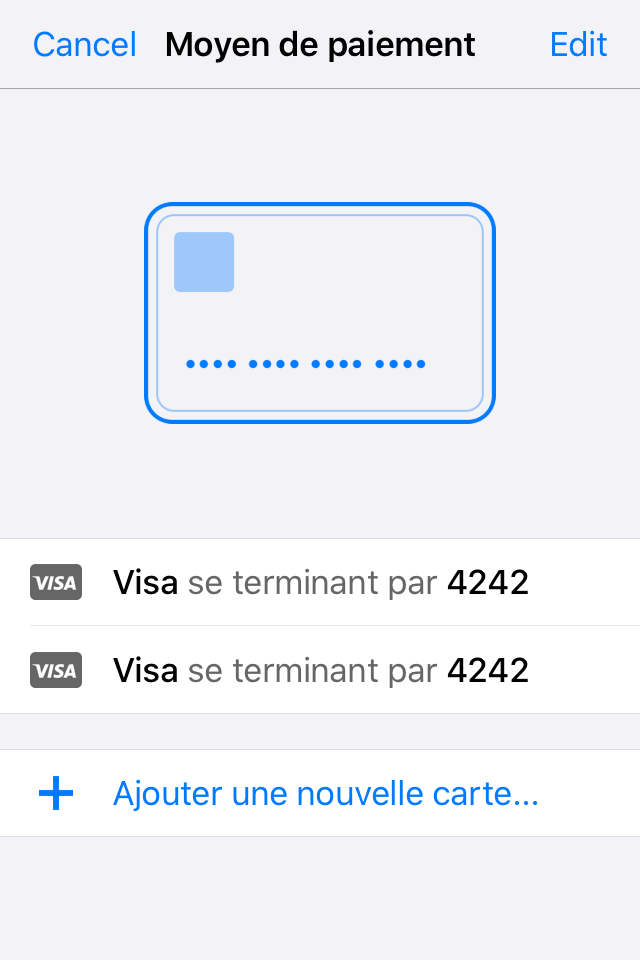 Cancel Moyen de paiement Edit
VISA Visa se terminant par 4242
VISA Visa se terminant par 4242
Ajouter une nouvelle carte...